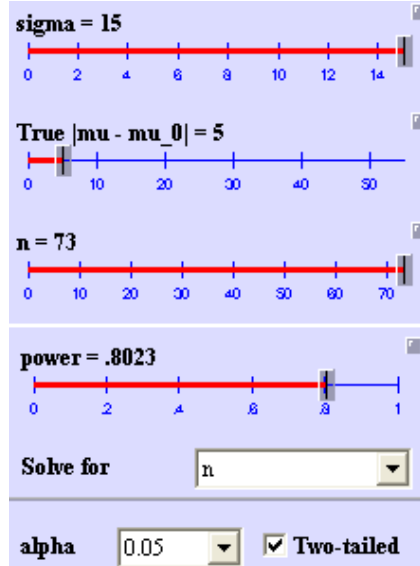 sigma = 15
0 2 4 6 8 10 12 14
True |mu - mu_0| = 5
0 10 20 30 40 50
n = 73
0 10 20 30 40 50 60 70
power = .8023
0 .2 .4 .6 .8 1
Solve for n
alpha 0.05 Two-tailed